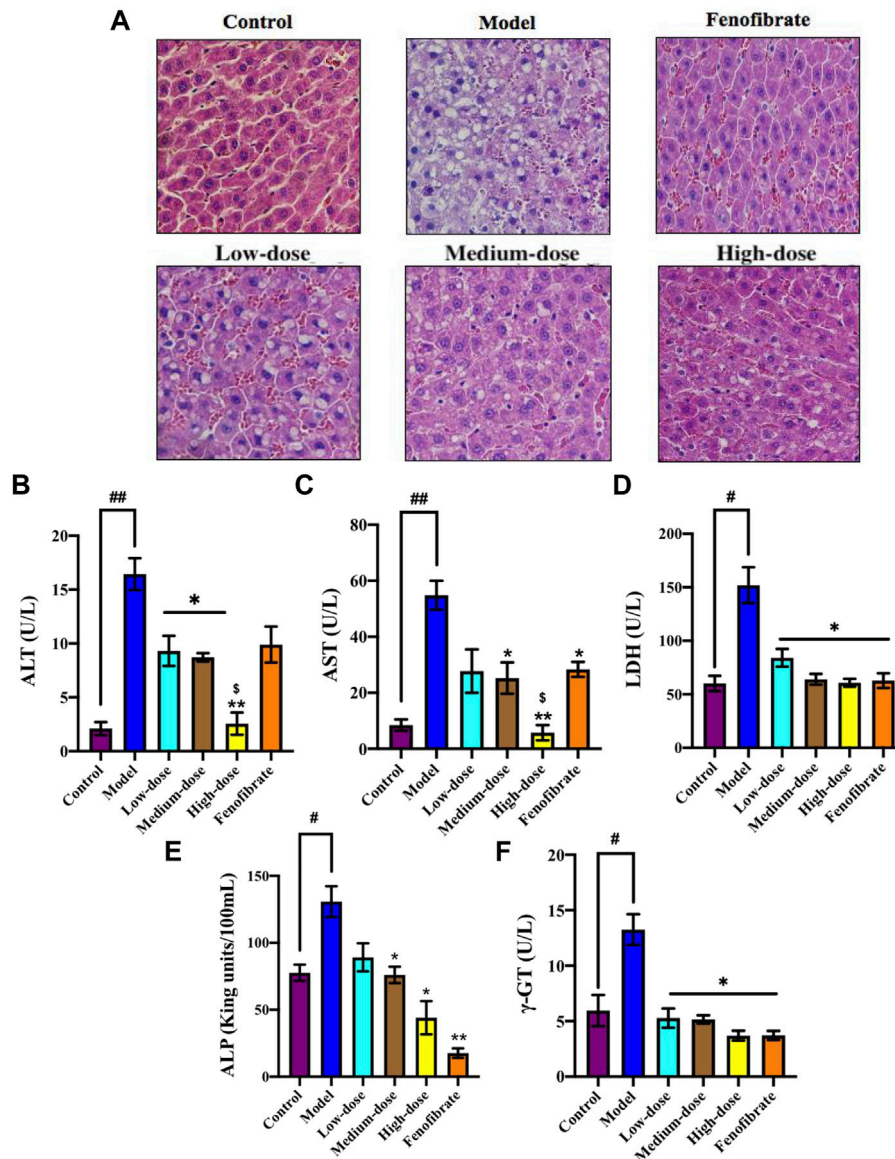 A
Control
Model
Fenofibrate
Low-dose
Medium-dose
High-dose
B
##
20
15
10
5
0
ALT (U/L)
*
$
**
Control
Model
Low-dose
Medium-dose
High-dose
Fenofibrate
C
##
80
60
40
20
0
AST (U/L)
*
$
**
*
Control
Model
Low-dose
Medium-dose
High-dose
Fenofibrate
D
#
200
150
100
50
0
LDH (U/L)
*
Control
Model
Low-dose
Medium-dose
High-dose
Fenofibrate
E
#
150
100
50
0
ALP (King units/100mL)
*
*
**
Control
Model
Low-dose
Medium-dose
High-dose
Fenofibrate
F
#
20
15
10
5
0
γ-GT (U/L)
*
Control
Model
Low-dose
Medium-dose
High-dose
Fenofibrate